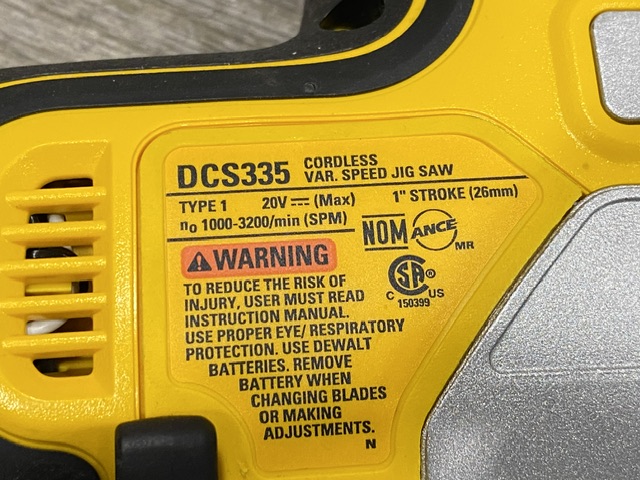 DCS335 CORDLESS
VAR. SPEED JIG SAW
TYPE 1 20V ⎓ (Max) 1" STROKE (26mm)
n₀ 1000-3200/min (SPM)
NOM ANCE MR
WARNING
CSA ®
C US
150399
TO REDUCE THE RISK OF
INJURY, USER MUST READ
INSTRUCTION MANUAL.
USE PROPER EYE/ RESPIRATORY
PROTECTION. USE DEWALT
BATTERIES. REMOVE
BATTERY WHEN
CHANGING BLADES
OR MAKING
ADJUSTMENTS.
N